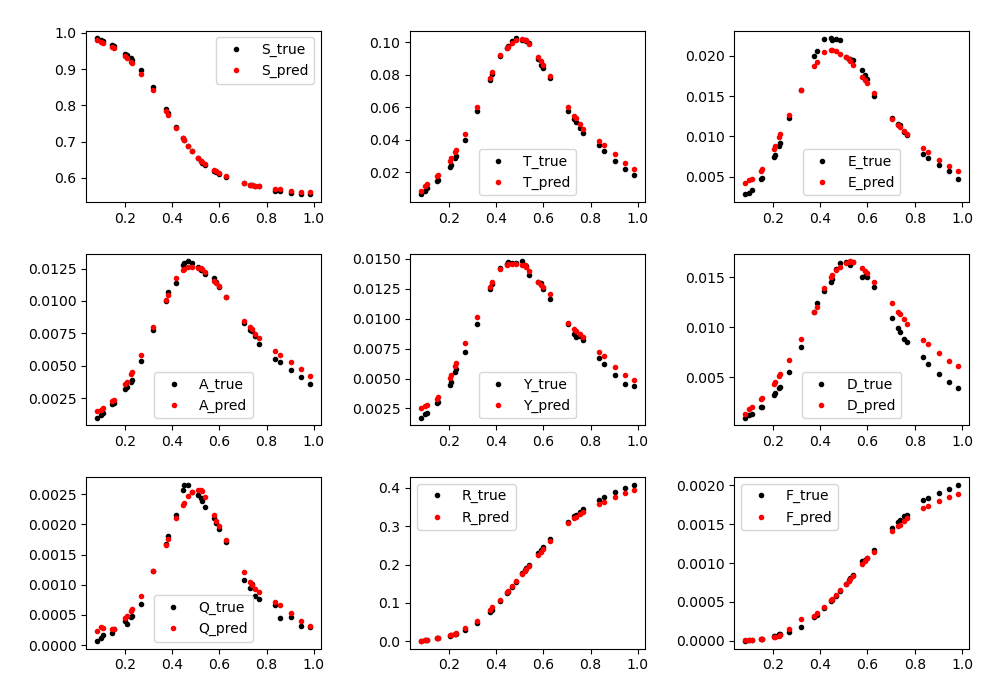 1.0
0.9
0.8
0.7
0.6
S_true
S_pred
0.2 0.4 0.6 0.8 1.0
0.10
0.08
0.06
0.04
0.02
T_true
T_pred
0.2 0.4 0.6 0.8 1.0
0.020
0.015
0.010
0.005
E_true
E_pred
0.2 0.4 0.6 0.8 1.0
0.0125
0.0100
0.0075
0.0050
0.0025
A_true
A_pred
0.2 0.4 0.6 0.8 1.0
0.0150
0.0125
0.0100
0.0075
0.0050
0.0025
Y_true
Y_pred
0.2 0.4 0.6 0.8 1.0
0.015
0.010
0.005
D_true
D_pred
0.2 0.4 0.6 0.8 1.0
0.0025
0.0020
0.0015
0.0010
0.0005
0.0000
Q_true
Q_pred
0.2 0.4 0.6 0.8 1.0
0.4
0.3
0.2
0.1
0.0
R_true
R_pred
0.2 0.4 0.6 0.8 1.0
0.0020
0.0015
0.0010
0.0005
0.0000
F_true
F_pred
0.2 0.4 0.6 0.8 1.0